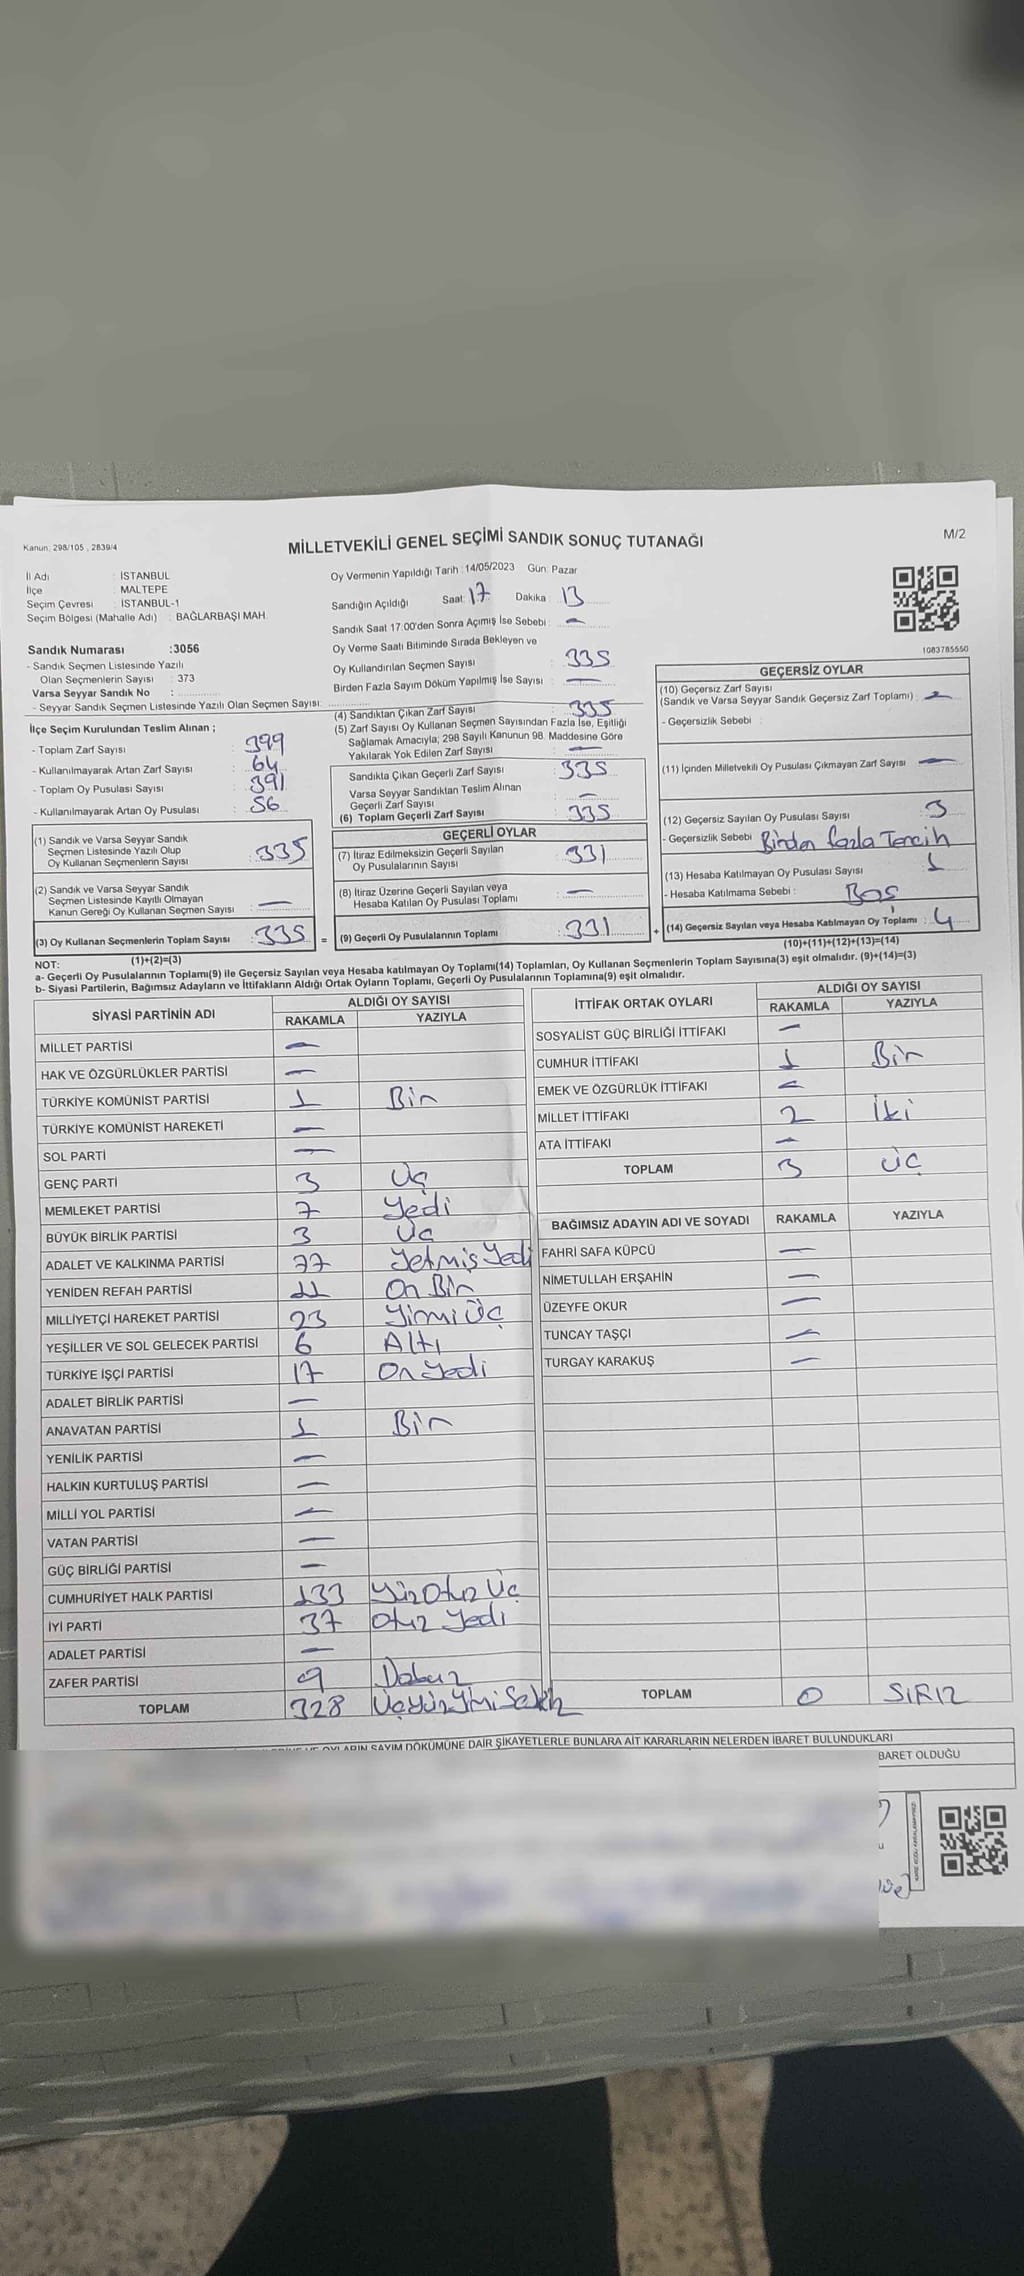 Kanun: 298/105 , 2839/4
MİLLETVEKİLİ GENEL SEÇİMİ SANDIK SONUÇ TUTANAĞI
M/2
İl Adı : İSTANBUL
İlçe : MALTEPE
Seçim Çevresi : İSTANBUL-1
Seçim Bölgesi (Mahalle Adı) : BAĞLARBAŞI MAH.
Sandık Numarası :3056
- Sandık Seçmen Listesinde Yazılı
Olan Seçmenlerin Sayısı : 373
Varsa Seyyar Sandık No :
- Seyyar Sandık Seçmen Listesinde Yazılı Olan Seçmen Sayısı:
Oy Vermenin Yapıldığı Tarih :14/05/2023 Gün: Pazar
Sandığın Açıldığı Saat: 17 Dakika : 13
Sandık Saat 17:00'den Sonra Açımış İse Sebebi : —
Oy Verme Saati Bitiminde Sırada Bekleyen ve
Oy Kullandırılan Seçmen Sayısı : 335
Birden Fazla Sayım Döküm Yapılmış İse Sayısı : —
1083785550
İlçe Seçim Kurulundan Teslim Alınan ;
- Toplam Zarf Sayısı : 399
- Kullanılmayarak Artan Zarf Sayısı : 64
- Toplam Oy Pusulası Sayısı : 391
- Kullanılmayarak Artan Oy Pusulası : 56
(1) Sandık ve Varsa Seyyar Sandık
Seçmen Listesinde Yazılı Olup
Oy Kullanan Seçmenlerin Sayısı : 335
(2) Sandık ve Varsa Seyyar Sandık
Seçmen Listesinde Kayıtlı Olmayan
Kanun Gereği Oy Kullanan Seçmen Sayısı : —
(3) Oy Kullanan Seçmenlerin Toplam Sayısı : 335 =
(1)+(2)=(3)
(4) Sandıktan Çıkan Zarf Sayısı : 335
(5) Zarf Sayısı Oy Kullanan Seçmen Sayısından Fazla İse, Eşitliği
Sağlamak Amacıyla; 298 Sayılı Kanunun 98. Maddesine Göre
Yakılarak Yok Edilen Zarf Sayısı : —
Sandıkta Çıkan Geçerli Zarf Sayısı : 335
Varsa Seyyar Sandıktan Teslim Alınan
Geçerli Zarf Sayısı : —
(6) Toplam Geçerli Zarf Sayısı : 335
GEÇERLİ OYLAR
(7) İtiraz Edilmeksizin Geçerli Sayılan
Oy Pusulalarının Sayısı : 331
(8) İtiraz Üzerine Geçerli Sayılan veya
Hesaba Katılan Oy Pusulası Toplamı : —
(9) Geçerli Oy Pusulalarının Toplamı : 331 +
GEÇERSİZ OYLAR
(10) Geçersiz Zarf Sayısı
(Sandık ve Varsa Seyyar Sandık Geçersiz Zarf Toplamı) : —
- Geçersizlik Sebebi :
(11) İçinden Milletvekili Oy Pusulası Çıkmayan Zarf Sayısı : —
(12) Geçersiz Sayılan Oy Pusulası Sayısı : 3
- Geçersizlik Sebebi : Birden fazla Tercih
(13) Hesaba Katılmayan Oy Pusulası Sayısı : 1
- Hesaba Katılmama Sebebi : Boş
(14) Geçersiz Sayılan veya Hesaba Katılmayan Oy Toplamı : 4
(10)+(11)+(12)+(13)=(14)
NOT:
a- Geçerli Oy Pusulalarının Toplamı(9) ile Geçersiz Sayılan veya Hesaba katılmayan Oy Toplamı(14) Toplamları, Oy Kullanan Seçmenlerin Toplam Sayısına(3) eşit olmalıdır. (9)+(14)=(3)
b- Siyasi Partilerin, Bağımsız Adayların ve İttifakların Aldığı Ortak Oyların Toplamı, Geçerli Oy Pusulalarının Toplamına(9) eşit olmalıdır.
SİYASİ PARTİNİN ADI ALDIĞI OY SAYISI
RAKAMLA YAZIYLA
MİLLET PARTİSİ —
HAK VE ÖZGÜRLÜKLER PARTİSİ —
TÜRKİYE KOMÜNİST PARTİSİ 1 Bir
TÜRKİYE KOMÜNİST HAREKETİ —
SOL PARTİ —
GENÇ PARTİ 3 Üç
MEMLEKET PARTİSİ 7 Yedi
BÜYÜK BİRLİK PARTİSİ 3 Üç
ADALET VE KALKINMA PARTİSİ 77 Yetmiş Yedi
YENİDEN REFAH PARTİSİ 11 On Bir
MİLLİYETÇİ HAREKET PARTİSİ 23 Yirmi Üç
YEŞİLLER VE SOL GELECEK PARTİSİ 6 Altı
TÜRKİYE İŞÇİ PARTİSİ 17 On Yedi
ADALET BİRLİK PARTİSİ —
ANAVATAN PARTİSİ 1 Bir
YENİLİK PARTİSİ —
HALKIN KURTULUŞ PARTİSİ —
MİLLİ YOL PARTİSİ —
VATAN PARTİSİ —
GÜÇ BİRLİĞİ PARTİSİ —
CUMHURİYET HALK PARTİSİ 133 Yüz Otuz Üç
İYİ PARTİ 37 Otuz Yedi
ADALET PARTİSİ —
ZAFER PARTİSİ 9 Dokuz
TOPLAM 328 Üçyüz Yirmi Sekiz
İTTİFAK ORTAK OYLARI ALDIĞI OY SAYISI
RAKAMLA YAZIYLA
SOSYALİST GÜÇ BİRLİĞİ İTTİFAKI —
CUMHUR İTTİFAKI 1 Bir
EMEK VE ÖZGÜRLÜK İTTİFAKI —
MİLLET İTTİFAKI 2 İki
ATA İTTİFAKI —
TOPLAM 3 ÜÇ
BAĞIMSIZ ADAYIN ADI VE SOYADI RAKAMLA YAZIYLA
FAHRİ SAFA KÜPCÜ —
NİMETULLAH ERŞAHİN —
ÜZEYFE OKUR —
TUNCAY TAŞÇI —
TURGAY KARAKUŞ —
TOPLAM 0 SIFIR
OYLARIN SAYIM DÖKÜMÜNE DAİR ŞİKAYETLERLE BUNLARA AİT KARARLARIN NELERDEN İBARET BULUNDUKLARI
BARET OLDUĞU